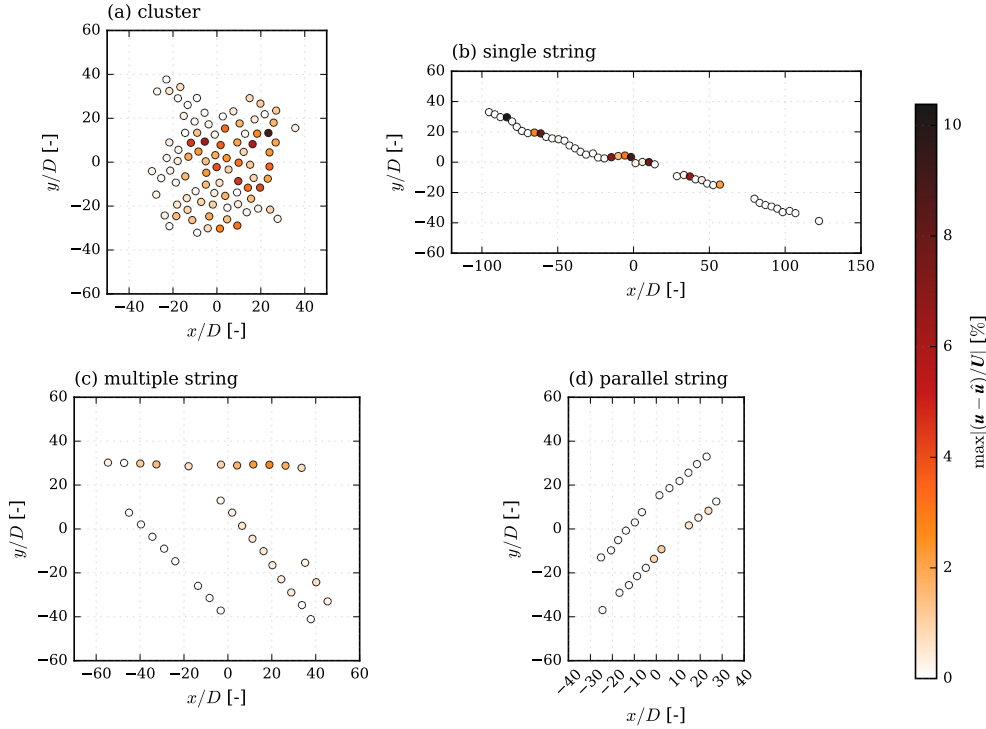 (a) cluster
60
40
20
0
−20
−40
−60
y/D [-]
−60 −40 −20 0 20 40
x/D [-]
(b) single string
60
40
20
0
−20
−40
−60
y/D [-]
−100 −50 0 50 100 150
x/D [-]
(c) multiple string
60
40
20
0
−20
−40
−60
y/D [-]
−60 −40 −20 0 20 40 60
x/D [-]
(d) parallel string
60
40
20
0
−20
−40
−60
y/D [-]
−40 −30 −20 −10 0 10 20 30 40
x/D [-]
10
8
6
4
2
0
max|(u − û)/U| [%]